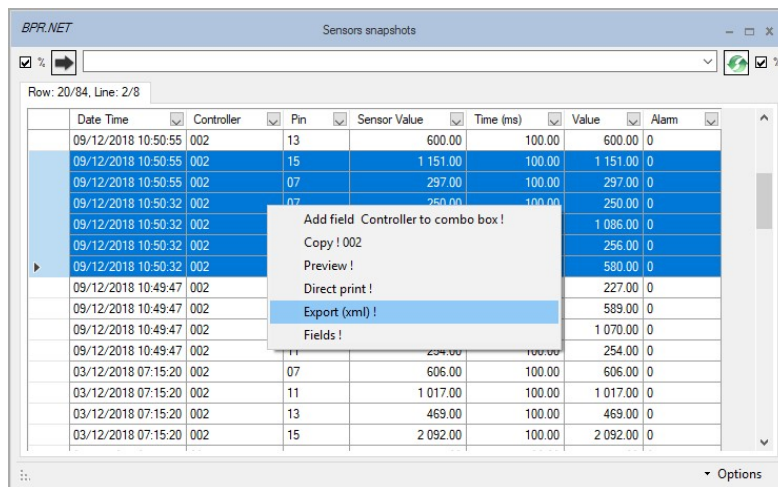 BPR.NET Sensors snapshots
%
Row: 20/84, Line: 2/8
Date Time Controller Pin Sensor Value Time (ms) Value Alarm
09/12/2018 10:50:55 002 13 600.00 100.00 600.00 0
09/12/2018 10:50:55 002 15 1 151.00 100.00 1 151.00 0
09/12/2018 10:50:55 002 07 297.00 100.00 297.00 0
09/12/2018 10:50:32 002 07 250.00 100.00 250.00 0
09/12/2018 10:50:32 002 1 086.00 0
09/12/2018 10:50:32 002 256.00 0
09/12/2018 10:50:32 002 580.00 0
09/12/2018 10:49:47 002 227.00 0
09/12/2018 10:49:47 002 589.00 0
09/12/2018 10:49:47 002 1 070.00 0
09/12/2018 10:49:47 002 11 254.00 100.00 254.00 0
03/12/2018 07:15:20 002 07 606.00 100.00 606.00 0
03/12/2018 07:15:20 002 11 1 017.00 100.00 1 017.00 0
03/12/2018 07:15:20 002 13 469.00 100.00 469.00 0
03/12/2018 07:15:20 002 15 2 092.00 100.00 2 092.00 0
Add field Controller to combo box !
Copy ! 002
Preview !
Direct print !
Export (xml) !
Fields !
Options